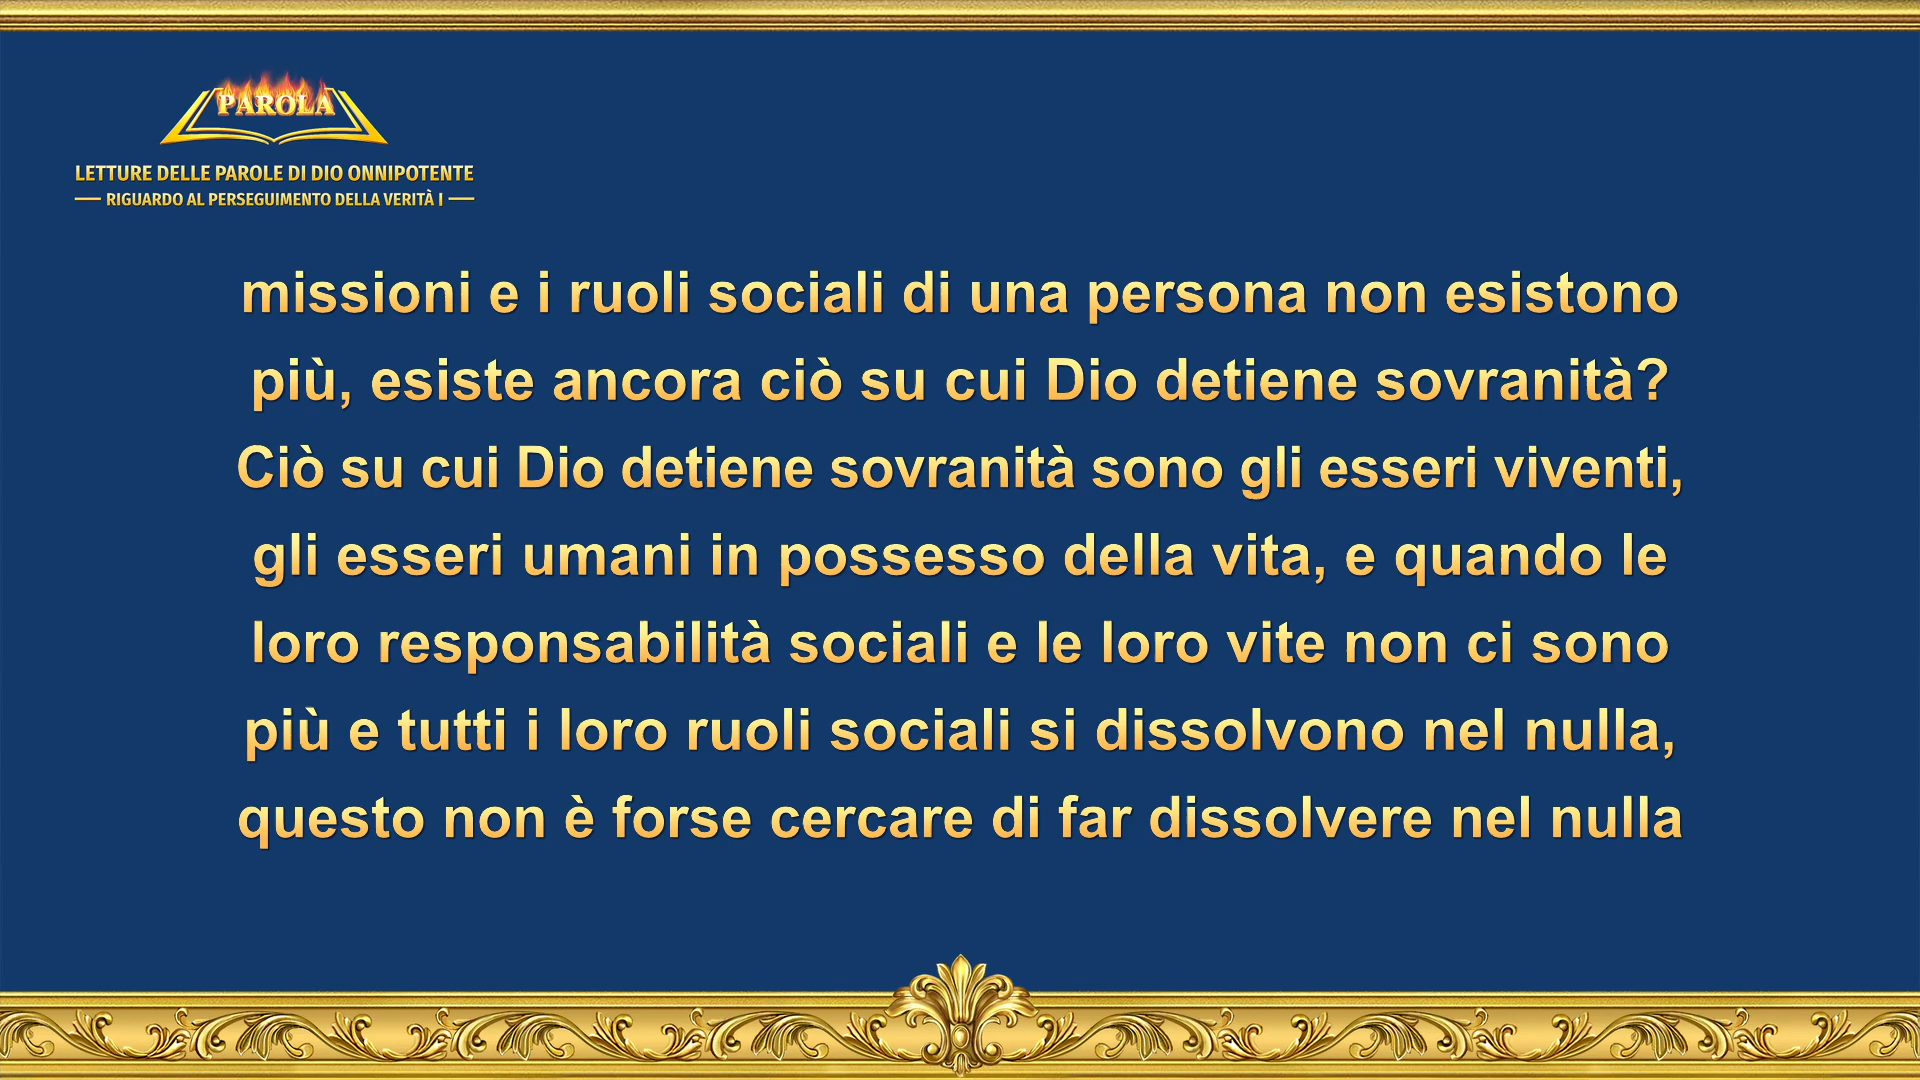 PAROLA
LETTURE DELLE PAROLE DI DIO ONNIPOTENTE
RIGUARDO AL PERSEGUIMENTO DELLA VERITÀ I
missioni e i ruoli sociali di una persona non esistono
più, esiste ancora ciò su cui Dio detiene sovranità?
Ciò su cui Dio detiene sovranità sono gli esseri viventi,
gli esseri umani in possesso della vita, e quando le
loro responsabilità sociali e le loro vite non ci sono
più e tutti i loro ruoli sociali si dissolvono nel nulla,
questo non è forse cercare di far dissolvere nel nulla